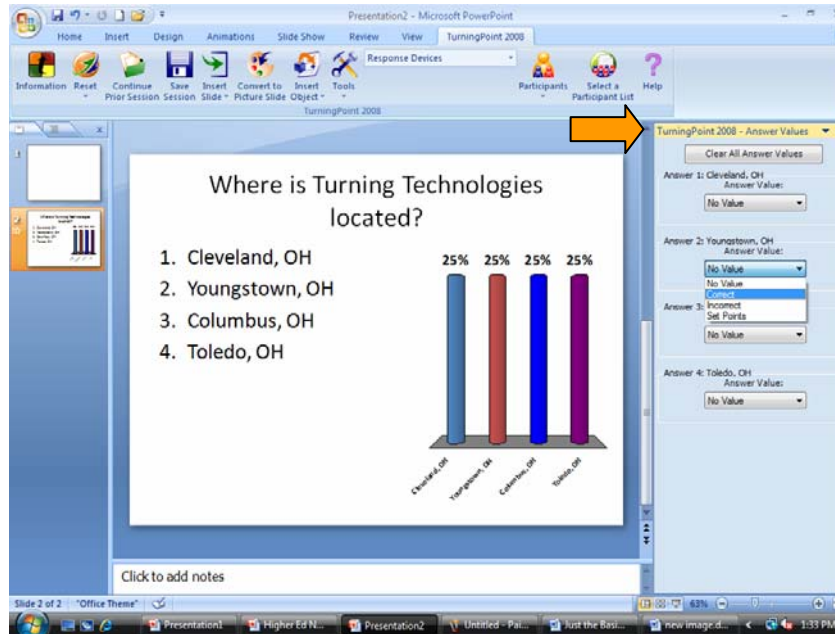 Presentation2 - Microsoft PowerPoint
Home Insert Design Animations Slide Show Review View TurningPoint 2008
Response Devices
Information Reset Continue Prior Session Save Session Insert Slide Convert to Picture Slide Insert Object Tools Participants Select a Participant List Help
TurningPoint 2008
TurningPoint 2008 - Answer Values
Clear All Answer Values
Answer 1: Cleveland, OH
Answer Value:
No Value
Answer 2: Youngstown, OH
Answer Value:
No Value
No Value
Correct
Incorrect
Set Points
Answer 3:
No Value
Answer 4: Toledo, OH
Answer Value:
No Value
Where is Turning Technologies
located?
1. Cleveland, OH
2. Youngstown, OH
3. Columbus, OH
4. Toledo, OH
25% 25% 25% 25%
Cleveland, OH
Youngstown, OH
Columbus, OH
Toledo, OH
Click to add notes
Slide 2 of 2 "Office Theme" 63%
Presentation1 Higher Ed N... Presentation2 Untitled - Pai... Just the Basi... new image.d... 1:33 PM